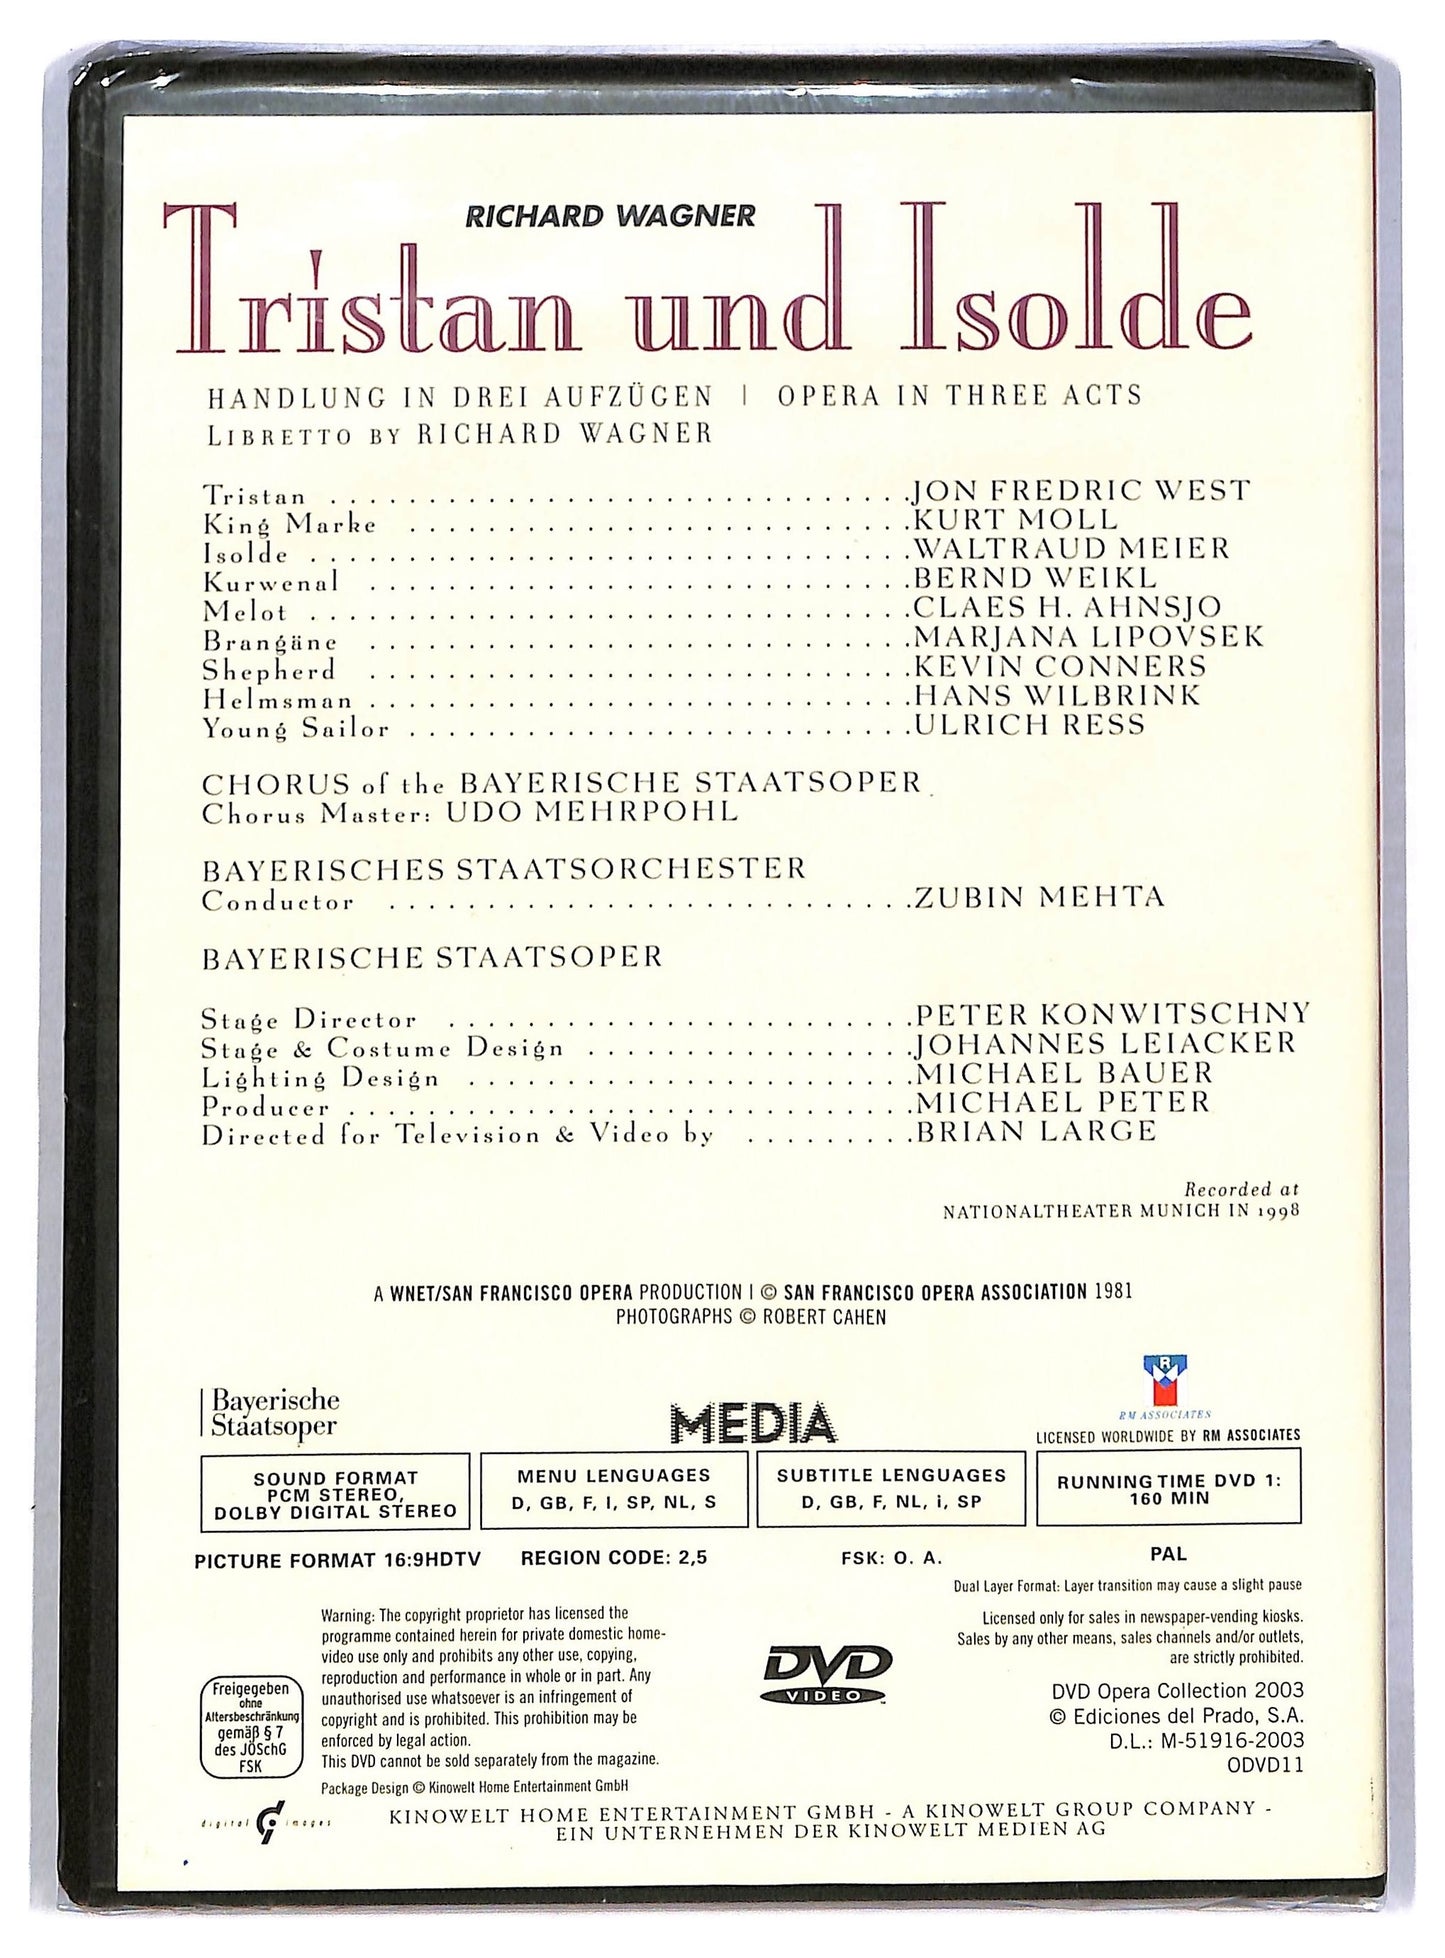 RICHARD WAGNER
Tristan und Isolde
HANDLUNG IN DREI AUFZÜGEN | OPERA IN THREE ACTS
LIBRETTO BY RICHARD WAGNER
Tristan . . . . . . . . . . . . . . . . . . . . . . . . . . . . . . JON FREDRIC WEST
King Marke . . . . . . . . . . . . . . . . . . . . . . . . . . KURT MOLL
Isolde . . . . . . . . . . . . . . . . . . . . . . . . . . . . . . . WALTRAUD MEIER
Kurwenal . . . . . . . . . . . . . . . . . . . . . . . . . . . . BERND WEIKL
Melot . . . . . . . . . . . . . . . . . . . . . . . . . . . . . . . CLAES H. AHNSJO
Brangäne . . . . . . . . . . . . . . . . . . . . . . . . . . . . MARJANA LIPOVSEK
Shepherd . . . . . . . . . . . . . . . . . . . . . . . . . . . . KEVIN CONNERS
Helmsman . . . . . . . . . . . . . . . . . . . . . . . . . . . . HANS WILBRINK
Young Sailor . . . . . . . . . . . . . . . . . . . . . . . . . . ULRICH RESS
CHORUS of the BAYERISCHE STAATSOPER
Chorus Master: UDO MEHRPOHL
BAYERISCHES STAATSORCHESTER
Conductor . . . . . . . . . . . . . . . . . . . . . . . . . . . ZUBIN MEHTA
BAYERISCHE STAATSOPER
Stage Director . . . . . . . . . . . . . . . . . . . . . . . . PETER KONWITSCHNY
Stage & Costume Design . . . . . . . . . . . . . . . . . JOHANNES LEIACKER
Lighting Design . . . . . . . . . . . . . . . . . . . . . . . MICHAEL BAUER
Producer . . . . . . . . . . . . . . . . . . . . . . . . . . . . . MICHAEL PETER
Directed for Television & Video by . . . . . . . . . BRIAN LARGE
Recorded at
NATIONALTHEATER MUNICH IN 1998
A WNET/SAN FRANCISCO OPERA PRODUCTION | © SAN FRANCISCO OPERA ASSOCIATION 1981
PHOTOGRAPHS © ROBERT CAHEN
Bayerische
Staatsoper
MEDIA
R M
RM ASSOCIATES
LICENSED WORLDWIDE BY RM ASSOCIATES
SOUND FORMAT
PCM STEREO,
DOLBY DIGITAL STEREO
MENU LENGUAGES
D, GB, F, I, SP, NL, S
SUBTITLE LENGUAGES
D, GB, F, NL, i, SP
RUNNING TIME DVD 1:
160 MIN
PICTURE FORMAT 16:9HDTV REGION CODE: 2,5 FSK: O. A. PAL
Dual Layer Format: Layer transition may cause a slight pause
Warning: The copyright proprietor has licensed the
programme contained herein for private domestic home-
video use only and prohibits any other use, copying,
reproduction and performance in whole or in part. Any
unauthorised use whatsoever is an infringement of
copyright and is prohibited. This prohibition may be
enforced by legal action.
This DVD cannot be sold separately from the magazine.
Package Design © Kinowelt Home Entertainment GmbH
Freigegeben
ohne
Altersbeschränkung
gemäß § 7
des JÖSchG
FSK
DVD
VIDEO
Licensed only for sales in newspaper-vending kiosks.
Sales by any other means, sales channels and/or outlets,
are strictly prohibited.
DVD Opera Collection 2003
© Ediciones del Prado, S.A.
D.L.: M-51916-2003
ODVD11
digital images
KINOWELT HOME ENTERTAINMENT GMBH - A KINOWELT GROUP COMPANY -
EIN UNTERNEHMEN DER KINOWELT MEDIEN AG